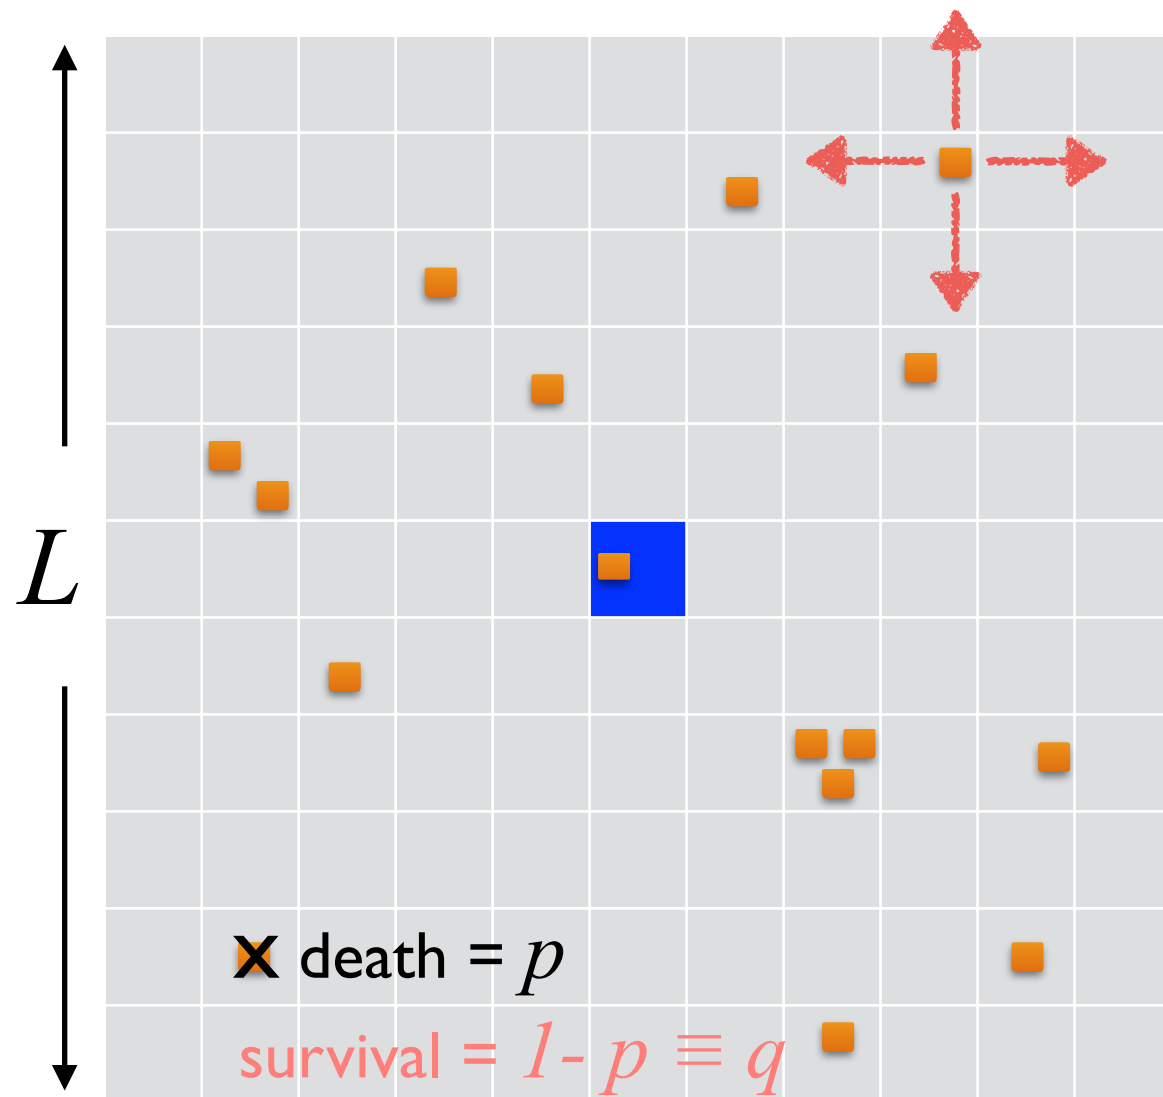 L
x death = p
survival = 1- p ≡ q